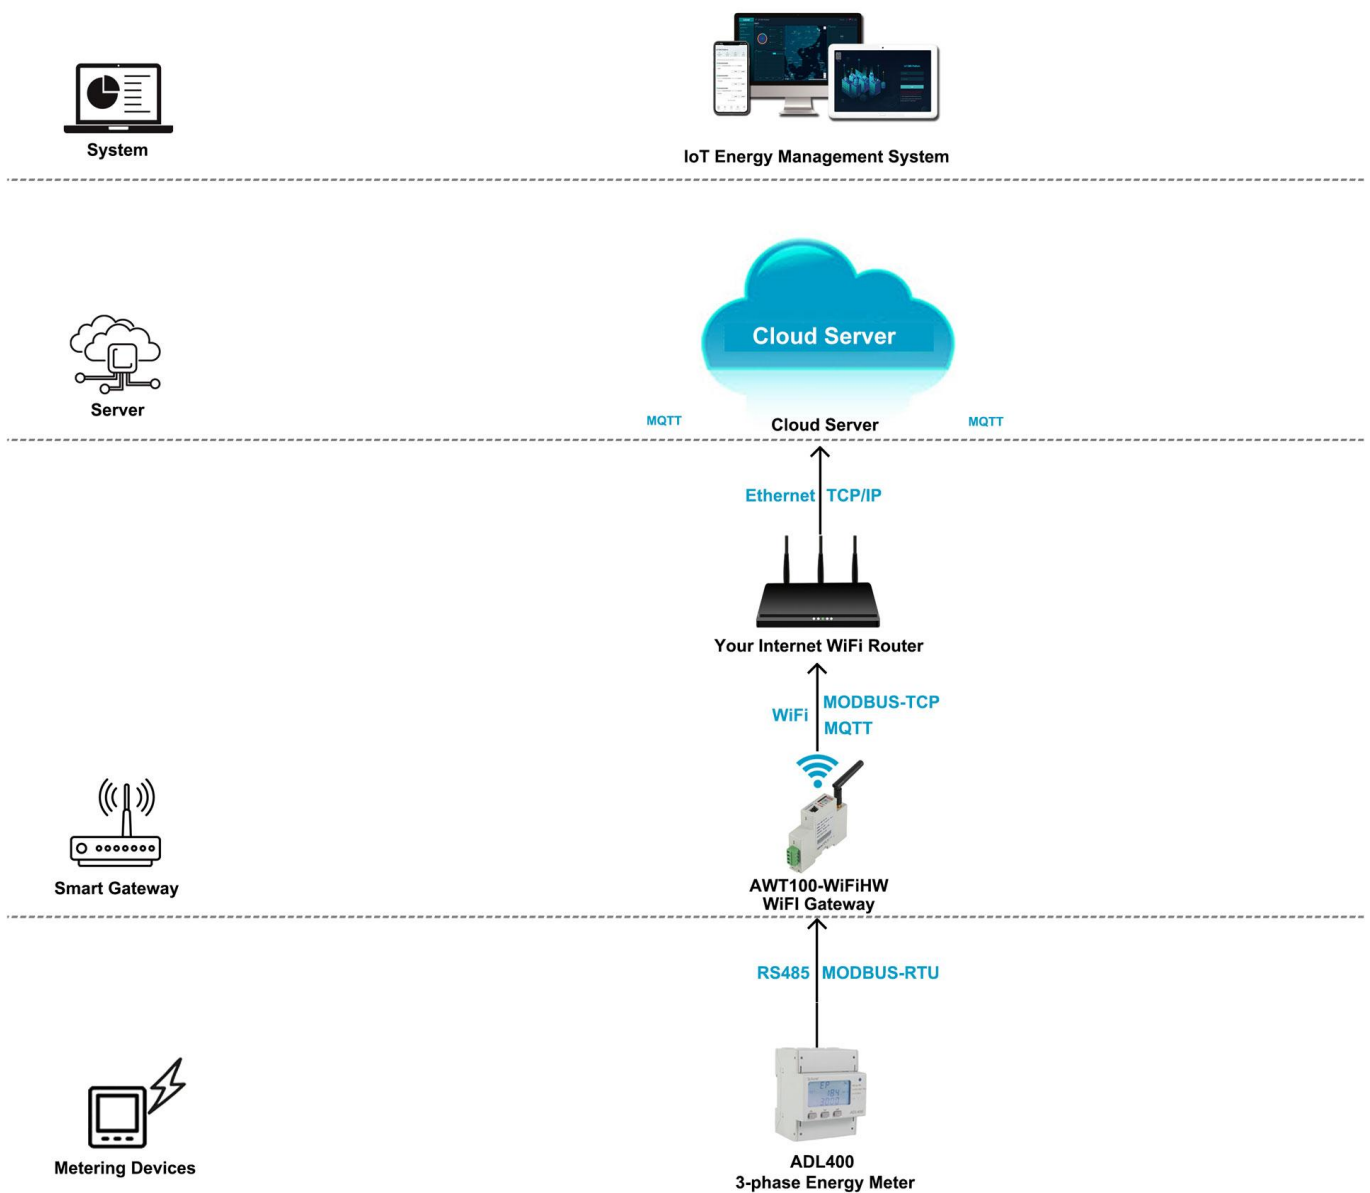 System
IoT Energy Management System
Cloud Server
Server
MQTT
Cloud Server
MQTT
Ethernet TCP/IP
Your Internet WiFi Router
WiFi
MODBUS-TCP
MQTT
Smart Gateway
AWT100-WiFiHW
WiFI Gateway
RS485 MODBUS-RTU
Metering Devices
ADL400
3-phase Energy Meter